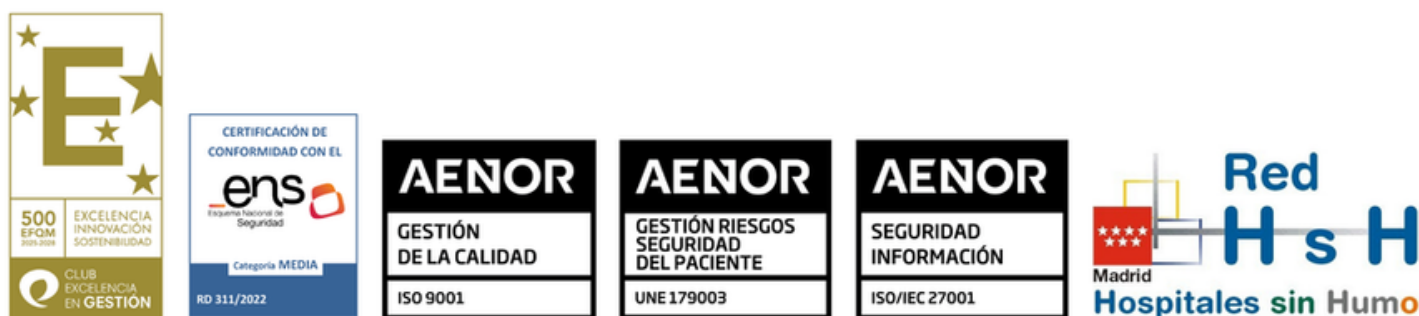 E
500
EFQM
2025-2028
EXCELENCIA
INNOVACIÓN
SOSTENIBILIDAD
CLUB
EXCELENCIA
EN GESTIÓN
CERTIFICACIÓN DE
CONFORMIDAD CON EL
ens
Esquema Nacional de
Seguridad
Categoría MEDIA
RD 311/2022
AENOR
GESTIÓN
DE LA CALIDAD
ISO 9001
AENOR
GESTIÓN RIESGOS
SEGURIDAD
DEL PACIENTE
UNE 179003
AENOR
SEGURIDAD
INFORMACIÓN
ISO/IEC 27001
Red
H s H
Madrid
Hospitales sin Humo